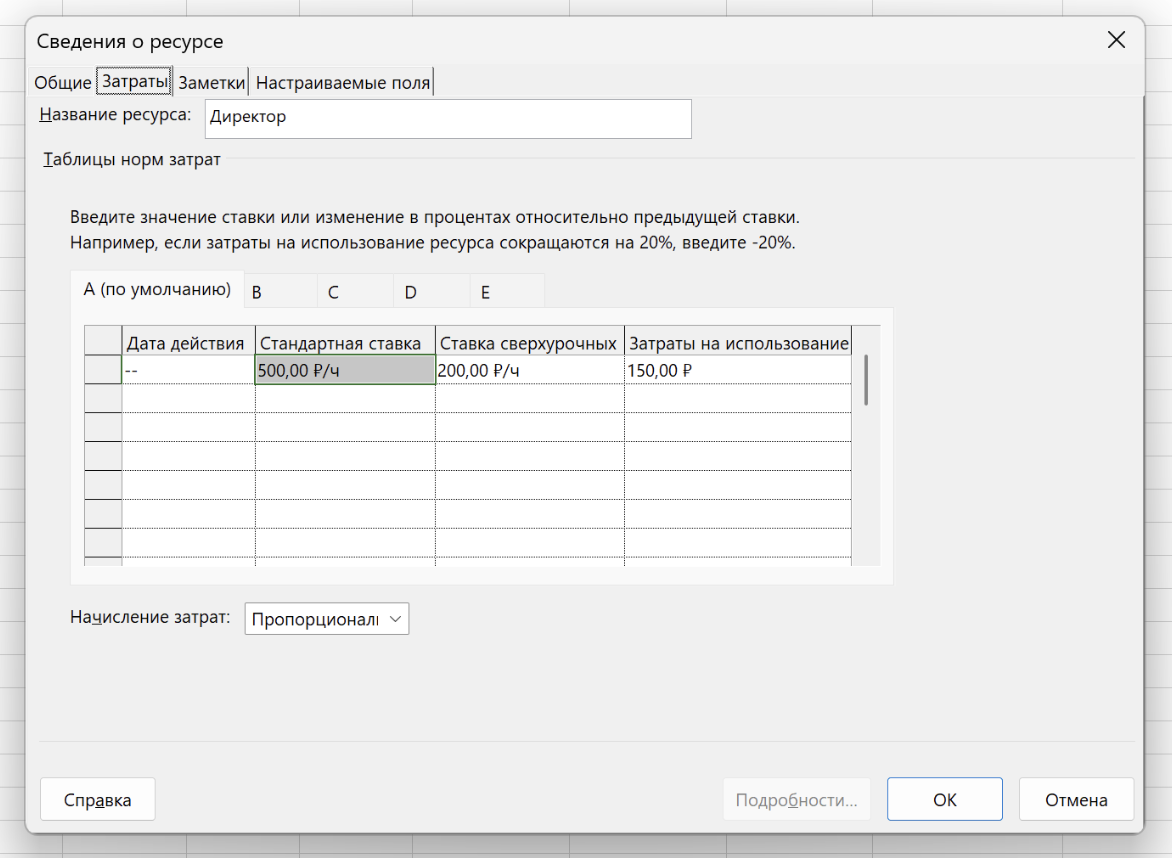 Сведения о ресурсе
Общие Затраты Заметки Настраиваемые поля
Название ресурса: Директор
Таблицы норм затрат
Введите значение ставки или изменение в процентах относительно предыдущей ставки.
Например, если затраты на использование ресурса сокращаются на 20%, введите -20%.
A (по умолчанию) B C D E
Дата действия Стандартная ставка Ставка сверхурочных Затраты на использование
-- 500,00 ₽/ч 200,00 ₽/ч 150,00 ₽
Начисление затрат: Пропорционалы
Справка Подробности... ОК Отмена